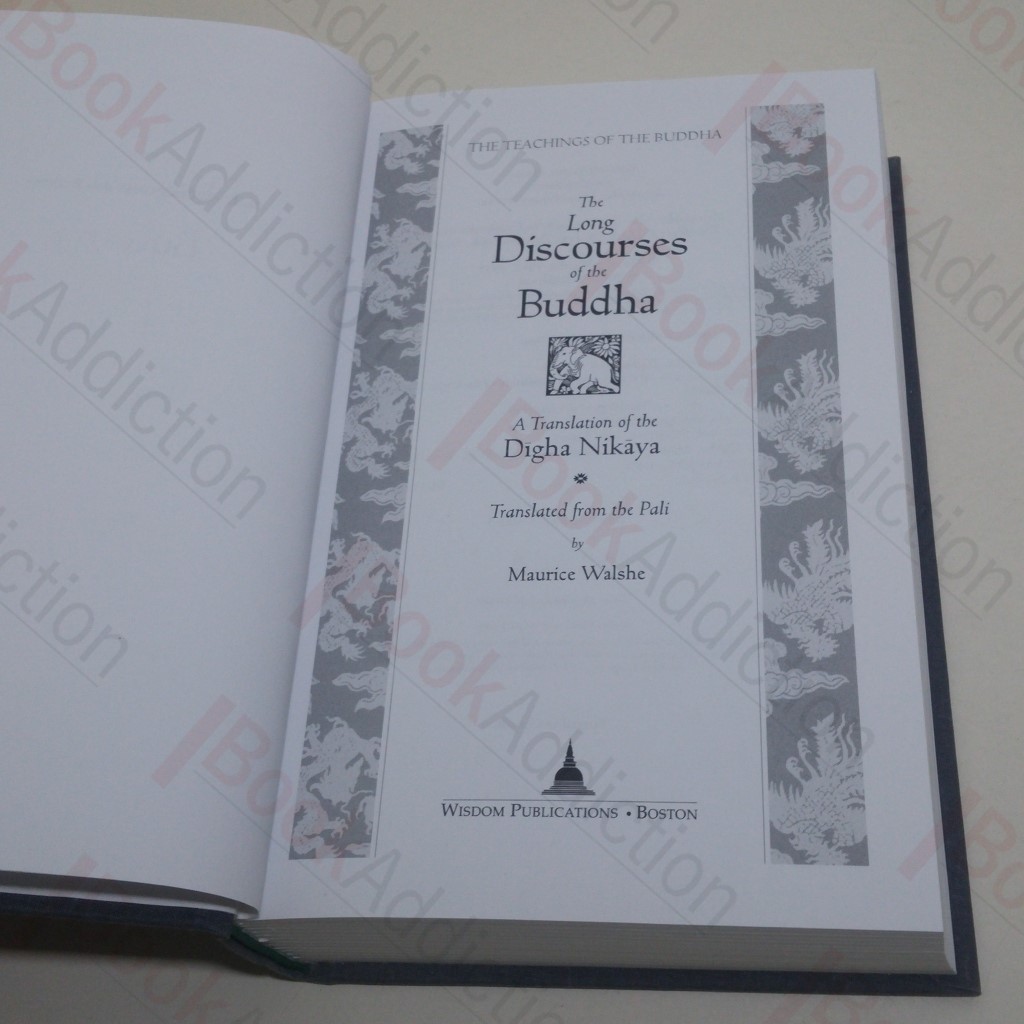 THE TEACHINGS OF THE BUDDHA
The
Long
Discourses
of the
Buddha
A Translation of the
Dīgha Nikāya
Translated from the Pali
by
Maurice Walshe
WISDOM PUBLICATIONS • BOSTON
BookAddiction